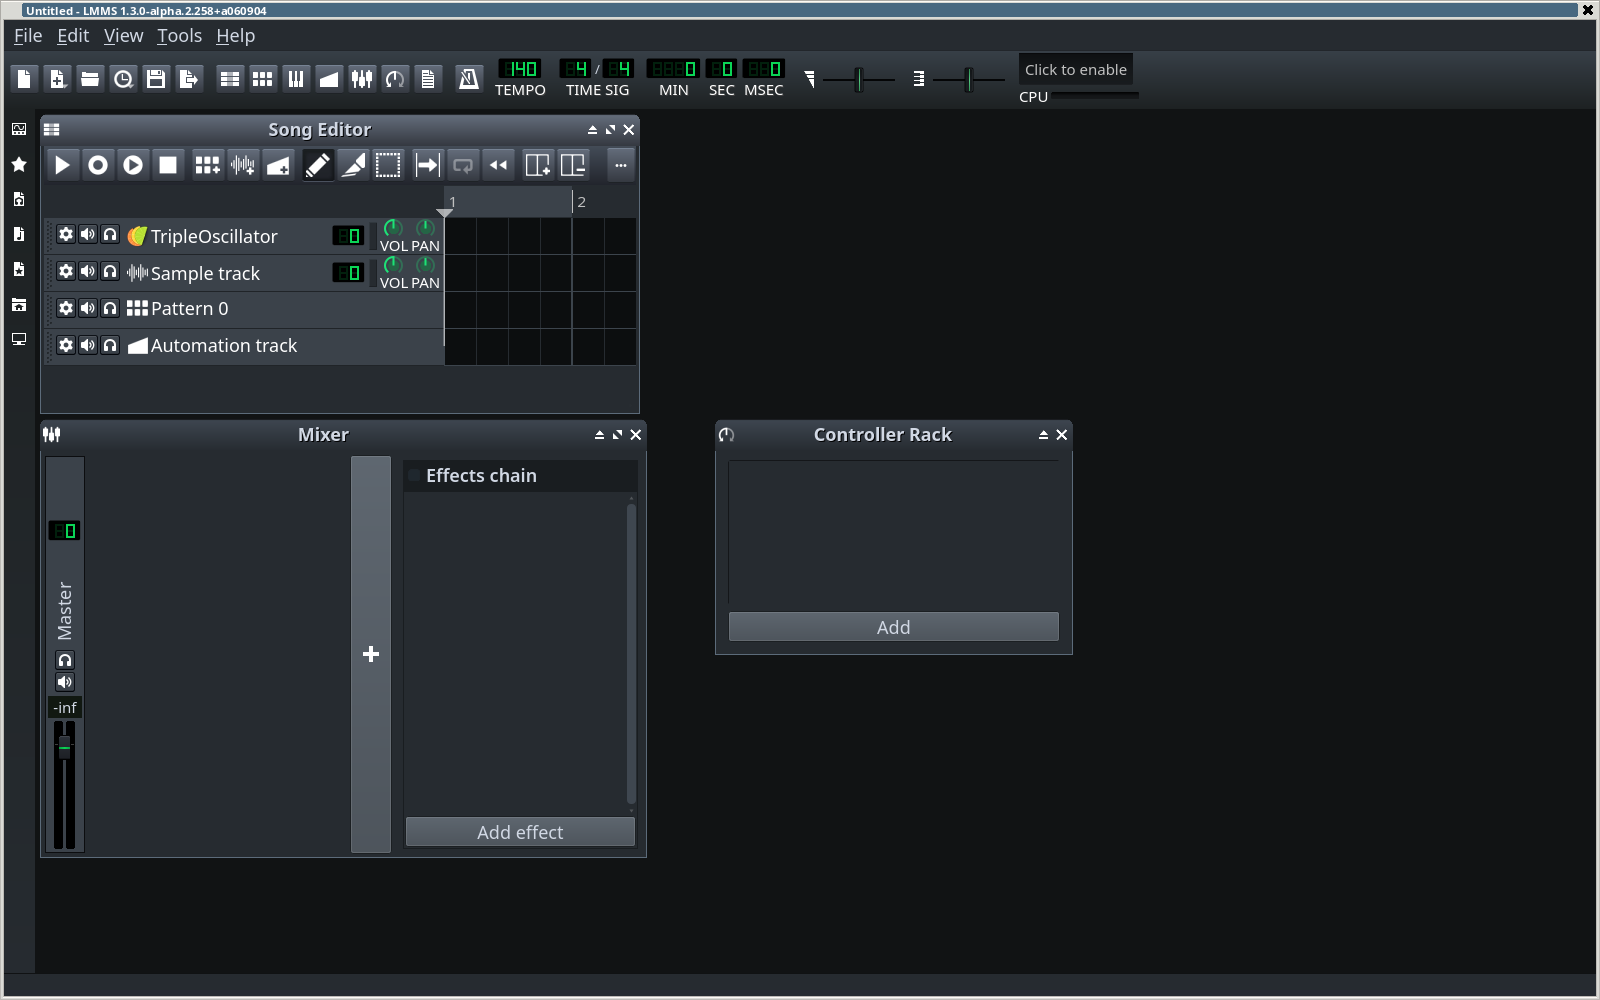 Untitled - LMMS 1.3.0-alpha.2.258+a060904
File Edit View Tools Help
140 4 / 4 0 0 0
TEMPO TIME SIG MIN SEC MSEC
Click to enable
CPU
Song Editor
1 2
TripleOscillator 0 VOL PAN
Sample track 0 VOL PAN
Pattern 0
Automation track
Mixer
Effects chain
0
Master
-inf
Add effect
Controller Rack
Add